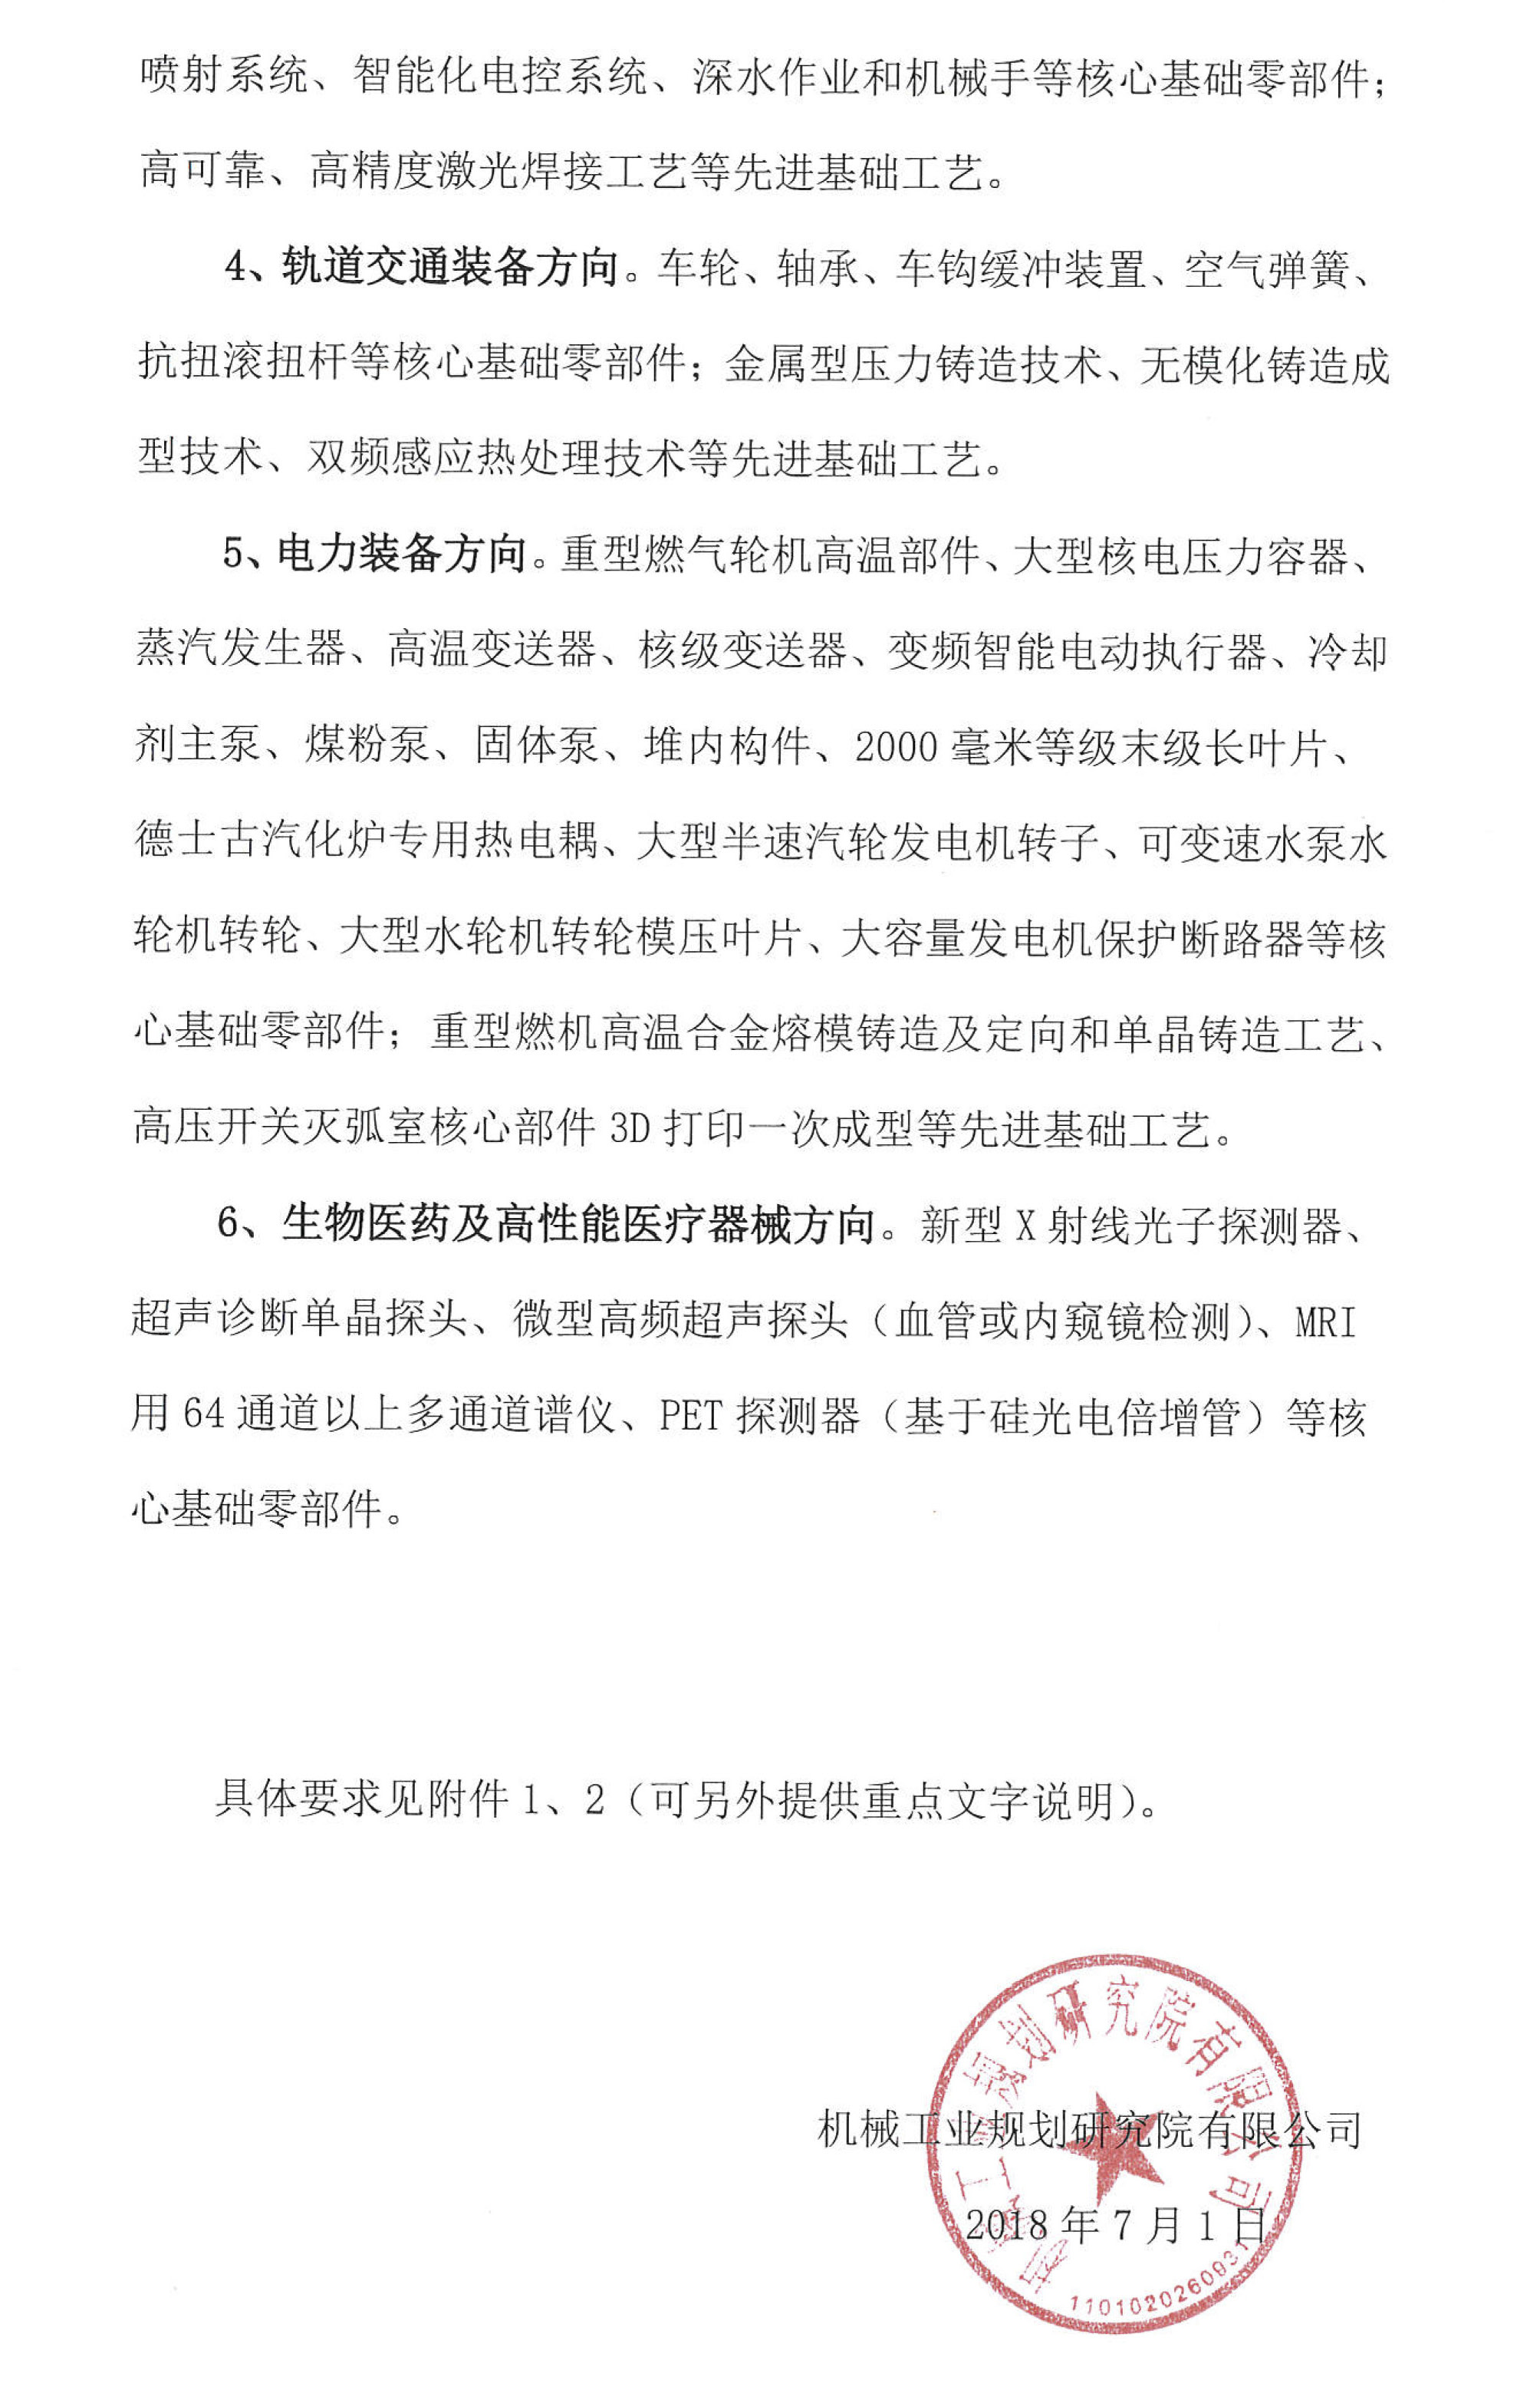 喷射系统、智能化电控系统、深水作业和机械手等核心基础零部件；
高可靠、高精度激光焊接工艺等先进基础工艺。
4、轨道交通装备方向。车轮、轴承、车钩缓冲装置、空气弹簧、
抗扭滚扭杆等核心基础零部件；金属型压力铸造技术、无模化铸造成
型技术、双频感应热处理技术等先进基础工艺。
5、电力装备方向。重型燃气轮机高温部件、大型核电压力容器、
蒸汽发生器、高温变送器、核级变送器、变频智能电动执行器、冷却
剂主泵、煤粉泵、固体泵、堆内构件、2000 毫米等级末级长叶片、
德士古汽化炉专用热电耦、大型半速汽轮发电机转子、可变速水泵水
轮机转轮、大型水轮机转轮模压叶片、大容量发电机保护断路器等核
心基础零部件；重型燃机高温合金熔模铸造及定向和单晶铸造工艺、
高压开关灭弧室核心部件 3D 打印一次成型等先进基础工艺。
6、生物医药及高性能医疗器械方向。新型 X 射线光子探测器、
超声诊断单晶探头、微型高频超声探头（血管或内窥镜检测）、MRI
用 64 通道以上多通道谱仪、PET 探测器（基于硅光电倍增管）等核
心基础零部件。
具体要求见附件 1、2（可另外提供重点文字说明）。
机械工业规划研究院有限公司
2018 年 7 月 1 日
机械工业规划研究院有限公司
1101020260931